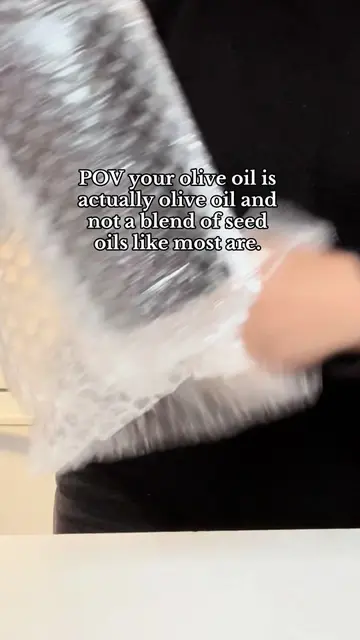 POV your olive oil is
actually olive oil and
not a blend of seed
oils like most are.